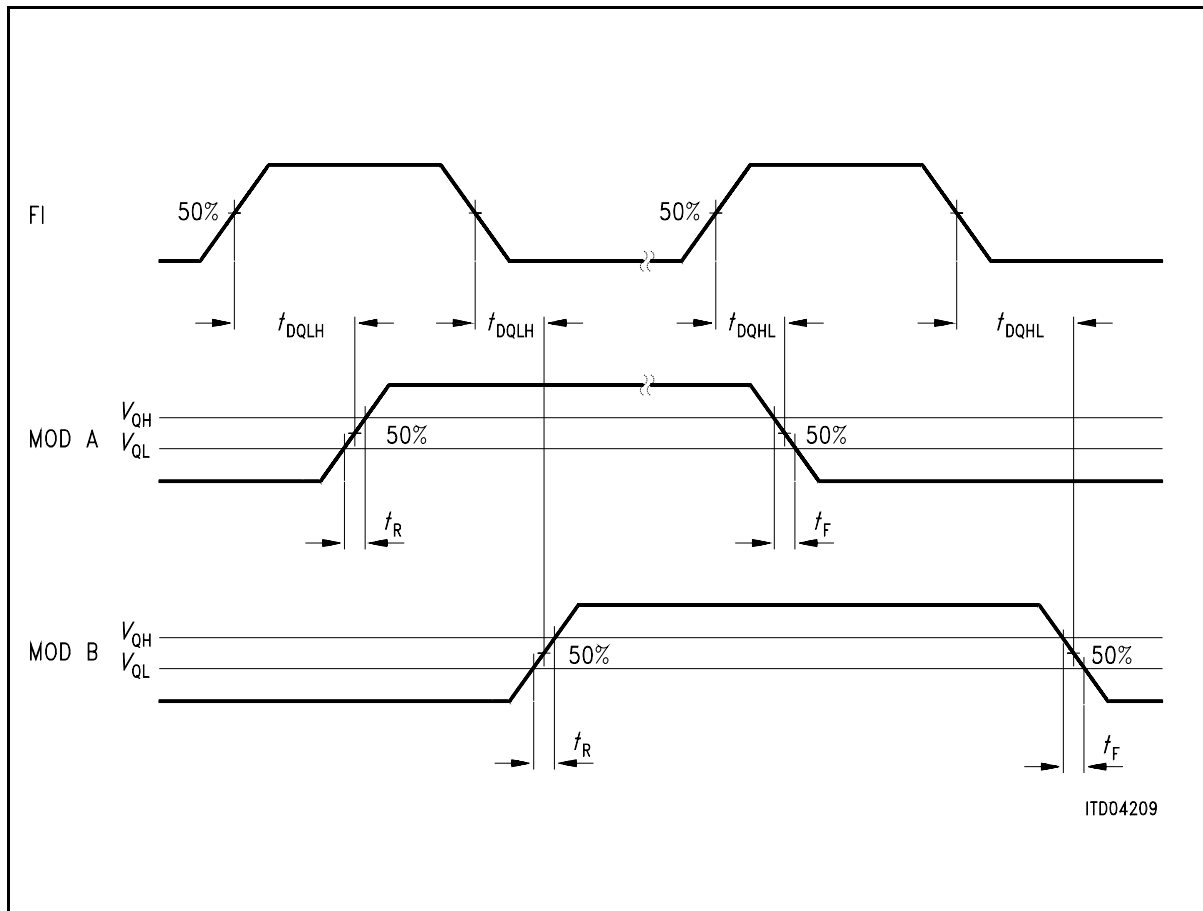 FI
50%
50%
tDQLH
tDQLH
tDQHL
tDQHL
MOD A
VQH
VQL
50%
50%
tR
tF
MOD B
VQH
VQL
50%
50%
tR
tF
ITD04209